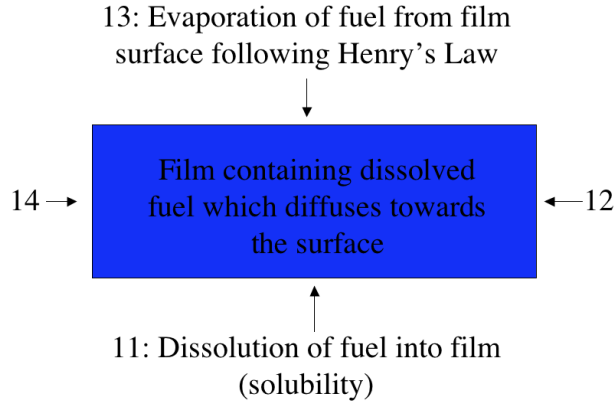 13: Evaporation of fuel from film
surface following Henry's Law
Film containing dissolved
fuel which diffuses towards
the surface
14
12
11: Dissolution of fuel into film
(solubility)